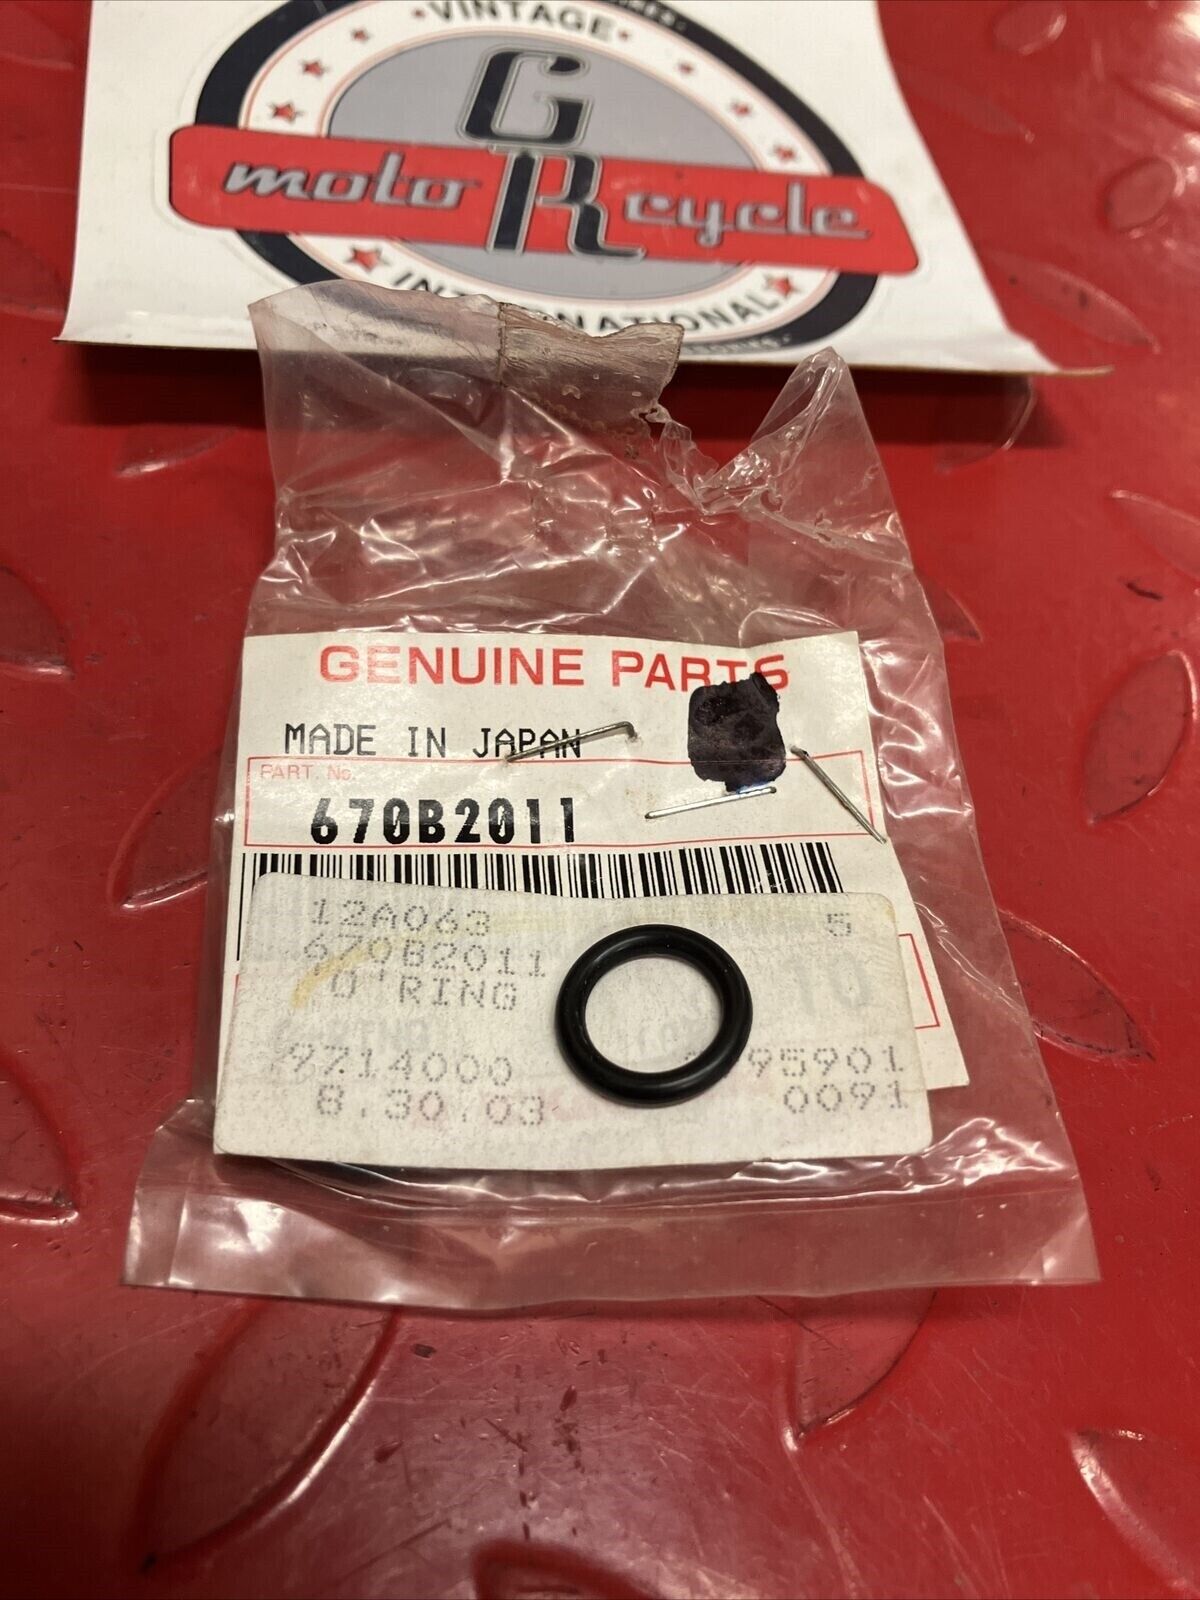 VINTAGE
G
moto R cycle
INTERNATIONAL
GENUINE PARTS
MADE IN JAPAN
PART. No.
670B2011
12A063 5
670B2011
O'RING
9714000 95901
8.30.03 0091